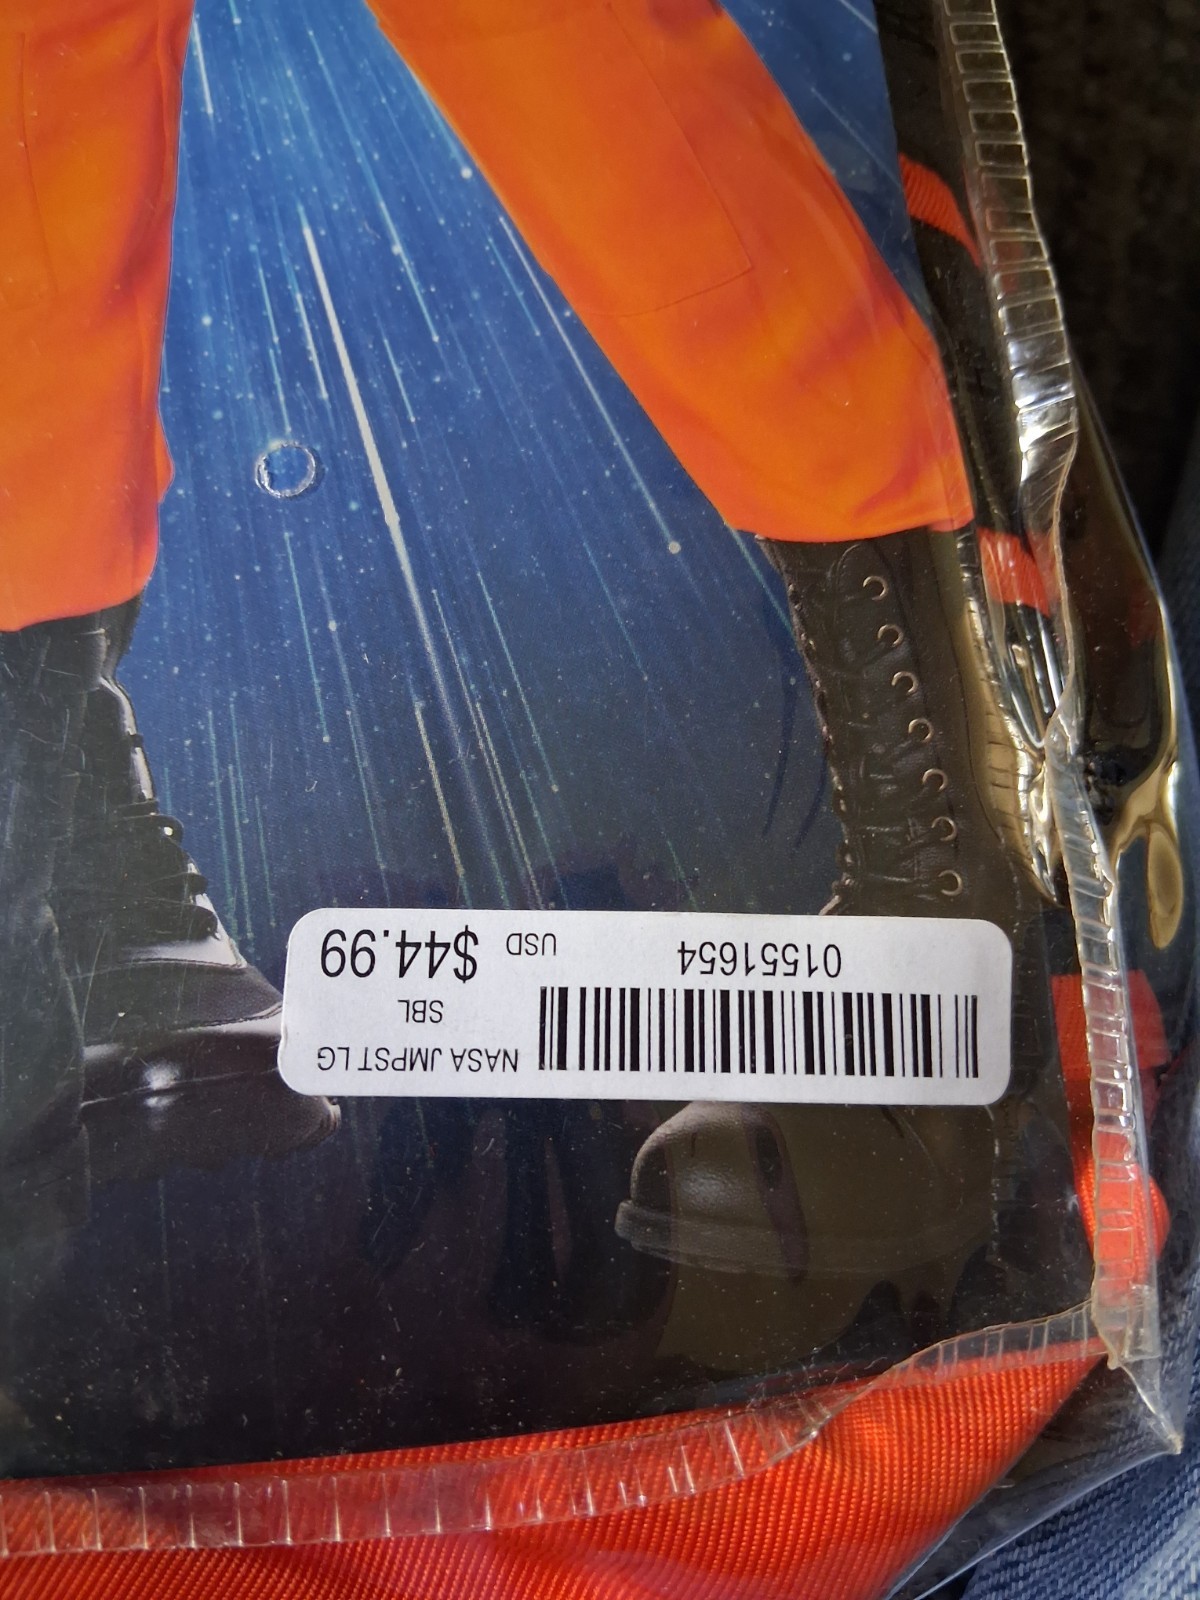 NASA JMPST LG
SBL
$44.99 USD
01551654